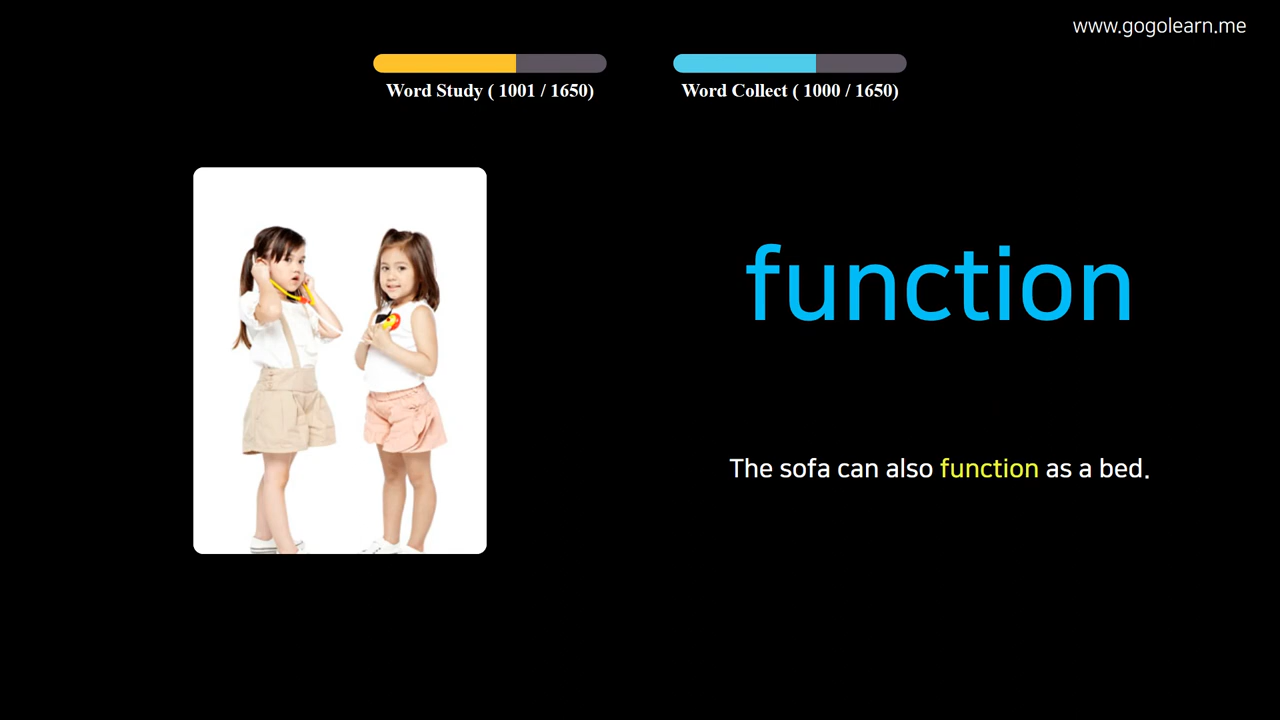 www.gogolearn.me
Word Study ( 1001 / 1650)
Word Collect ( 1000 / 1650)
function
The sofa can also function as a bed.